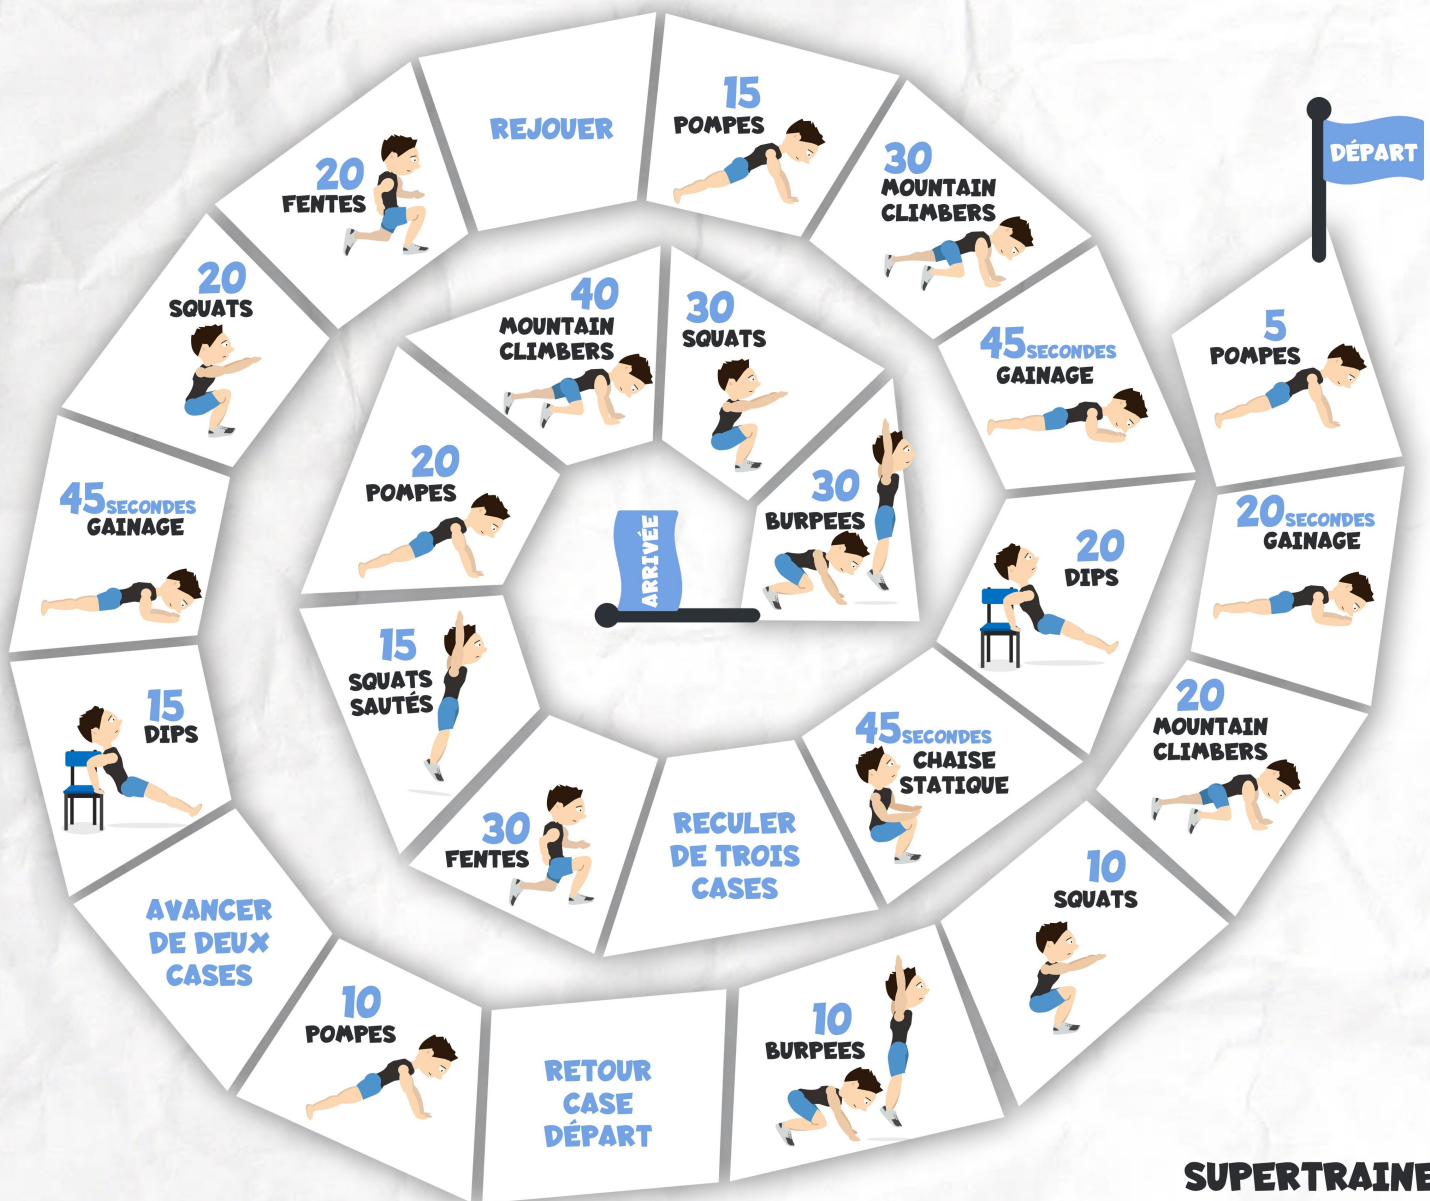 DÉPART
5
POMPES
20 SECONDES
GAINAGE
20
MOUNTAIN
CLIMBERS
10
SQUATS
10
BURPEES
RETOUR
CASE
DÉPART
10
POMPES
AVANCER
DE DEUX
CASES
15
DIPS
45 SECONDES
GAINAGE
20
SQUATS
20
FENTES
REJOUER
15
POMPES
30
MOUNTAIN
CLIMBERS
45 SECONDES
GAINAGE
20
DIPS
45 SECONDES
CHAISE
STATIQUE
RECULER
DE TROIS
CASES
30
FENTES
15
SQUATS
SAUTÉS
20
POMPES
40
MOUNTAIN
CLIMBERS
30
SQUATS
30
BURPEES
ARRIVÉE
SUPERTRAINE